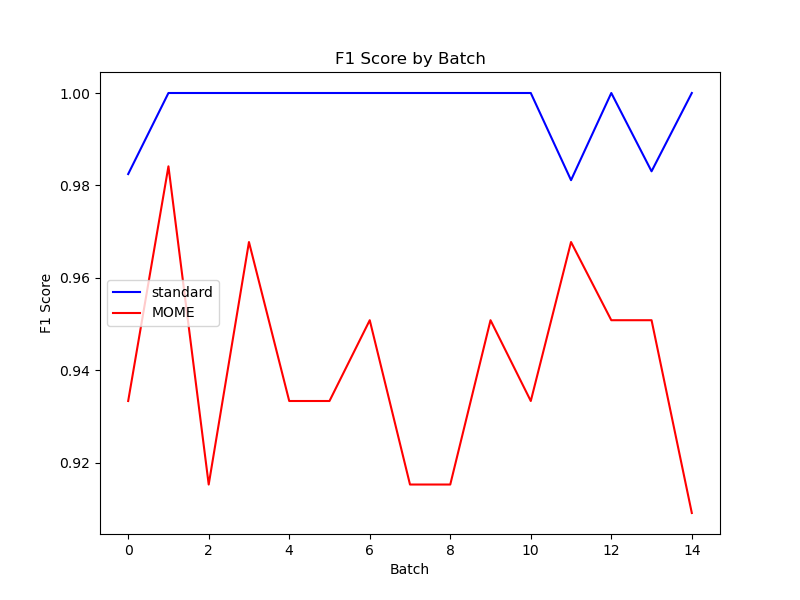 F1 Score by Batch
1.00
0.98
0.96
0.94
0.92
F1 Score
standard
MOME
0 2 4 6 8 10 12 14
Batch